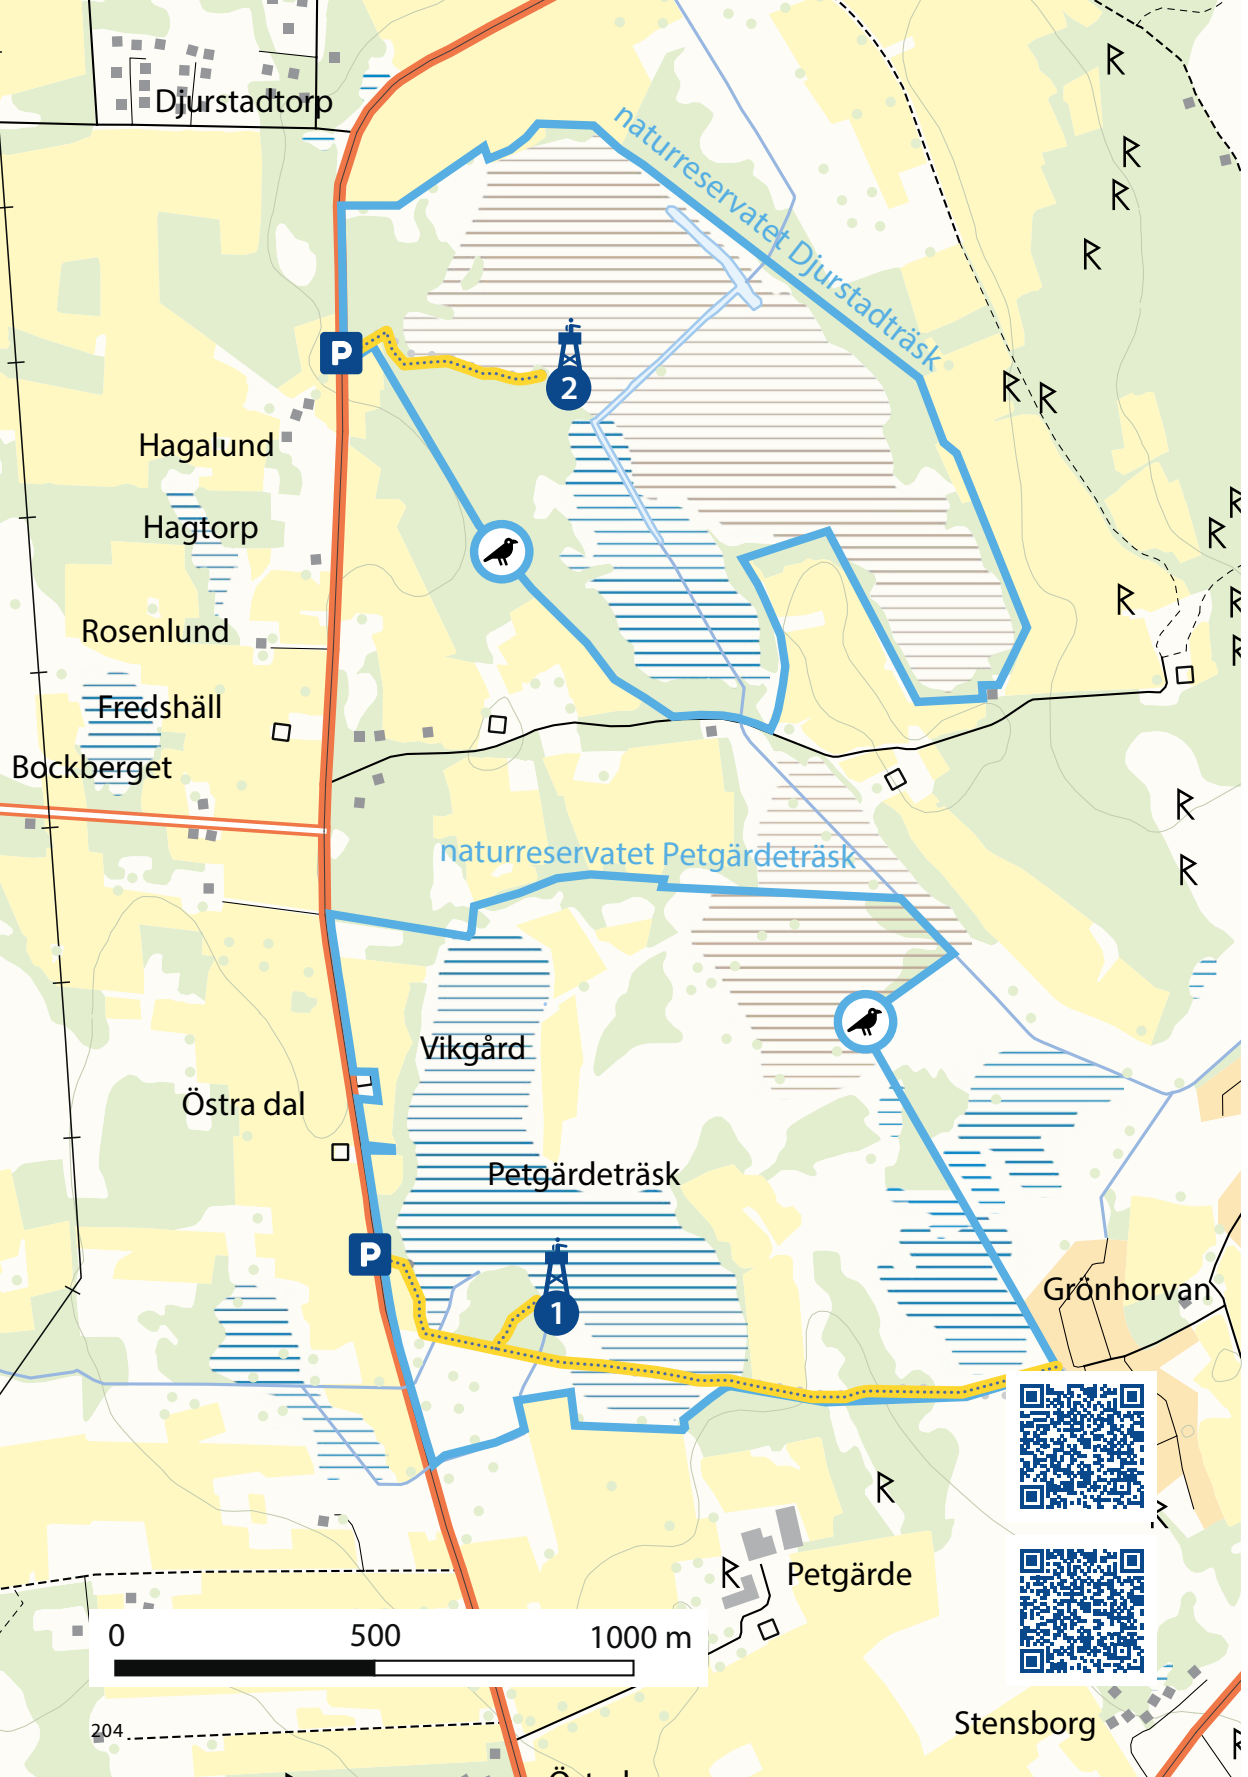 Djurstadtorp
naturreservatet Djurstadträsk
P
2
Hagalund
Hagtorp
Rosenlund
Fredshäll
Bockberget
naturreservatet Petgärdeträsk
Vikgård
Östra dal
Petgärdeträsk
P
1
Grönhorvan
Petgärde
0 500 1000 m
204
Stensborg